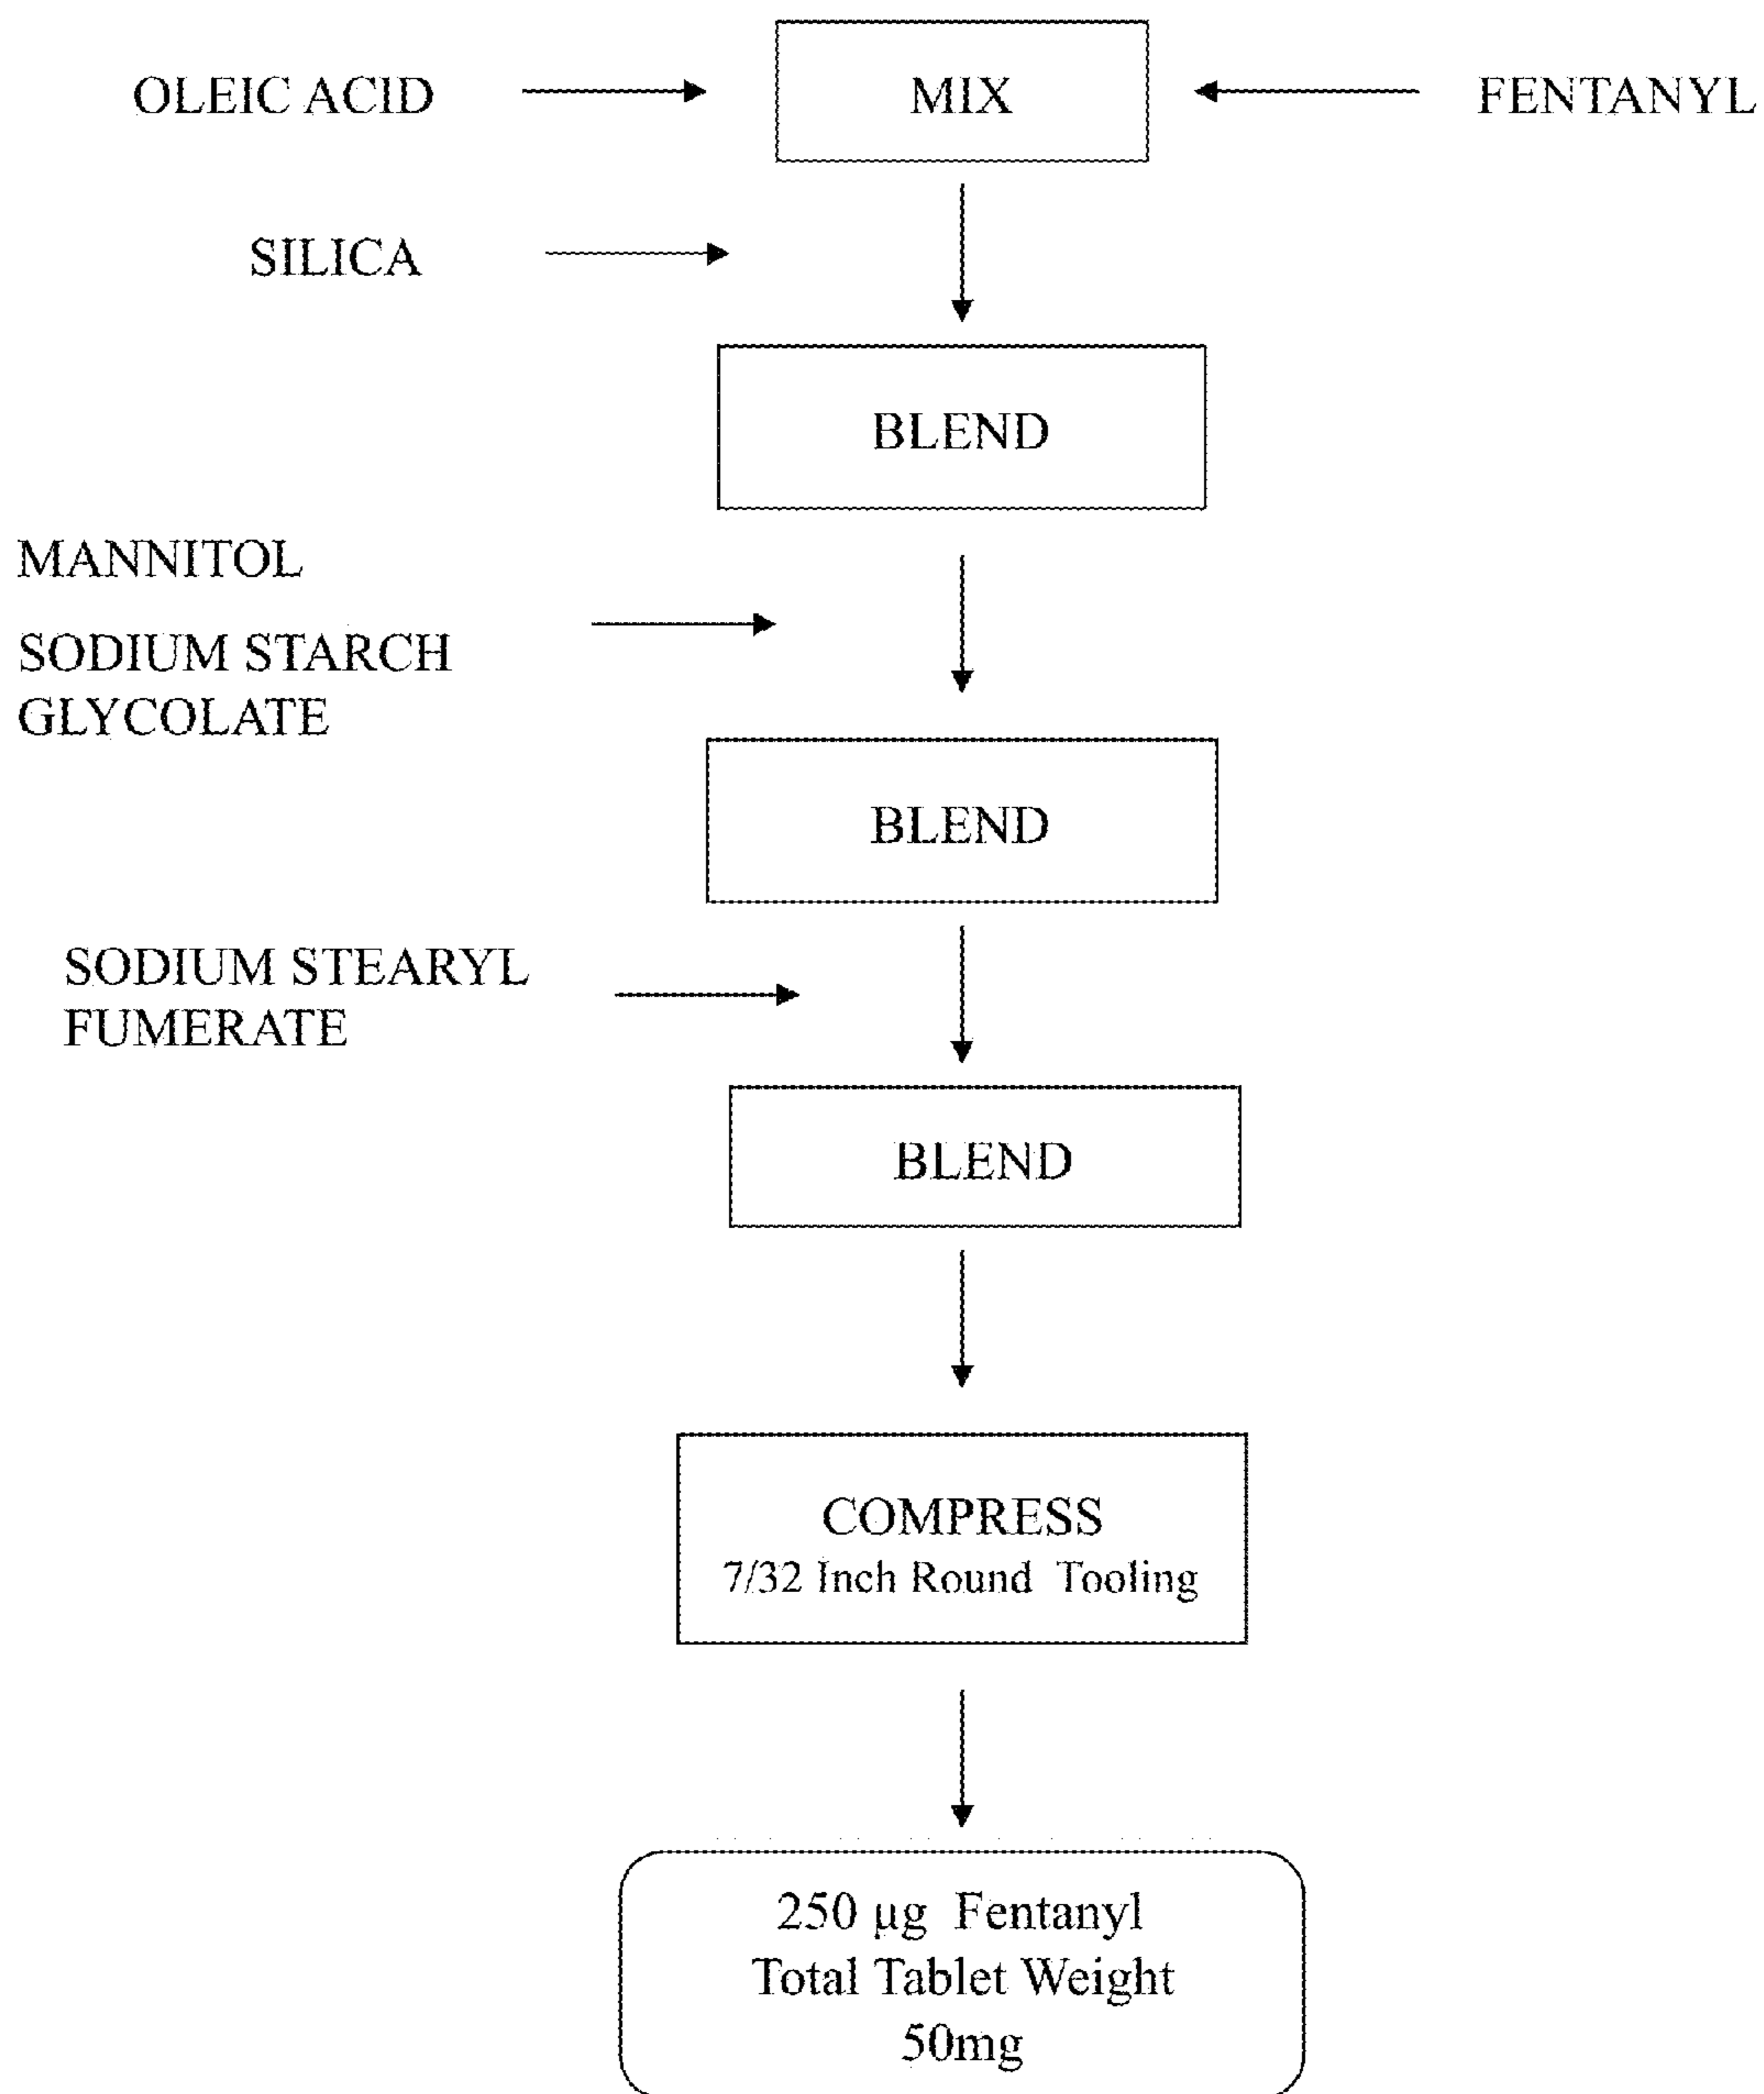 OLEIC ACID
MIX
FENTANYL
SILICA
BLEND
MANNITOL
SODIUM STARCH
GLYCOLATE
BLEND
SODIUM STEARYL
FUMERATE
BLEND
COMPRESS
7/32 Inch Round Tooling
250 μg Fentanyl
Total Tablet Weight
50mg